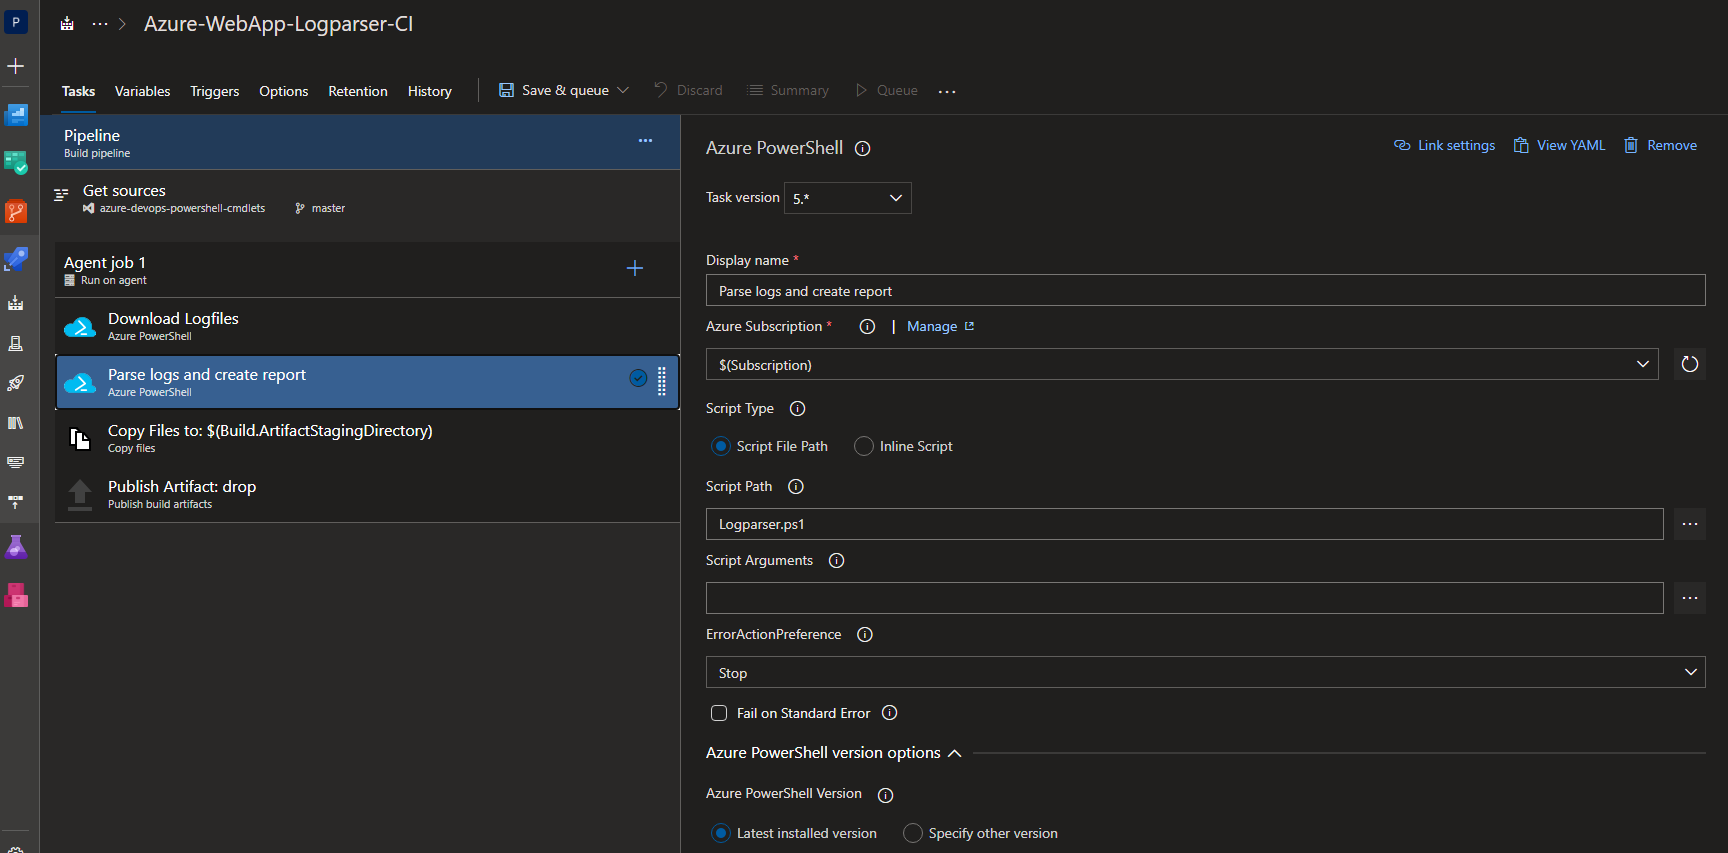 P
Azure-WebApp-Logparser-CI
Tasks Variables Triggers Options Retention History Save & queue Discard Summary Queue ...
Pipeline
Build pipeline
Get sources
azure-devops-powershell-cmdlets master
Agent job 1
Run on agent
Download Logfiles
Azure PowerShell
Parse logs and create report
Azure PowerShell
Copy Files to: $(Build.ArtifactStagingDirectory)
Copy files
Publish Artifact: drop
Publish build artifacts
Azure PowerShell
Link settings View YAML Remove
Task version 5.*
Display name *
Parse logs and create report
Azure Subscription * | Manage
$(Subscription)
Script Type
Script File Path Inline Script
Script Path
Logparser.ps1
Script Arguments
ErrorActionPreference
Stop
Fail on Standard Error
Azure PowerShell version options
Azure PowerShell Version
Latest installed version Specify other version